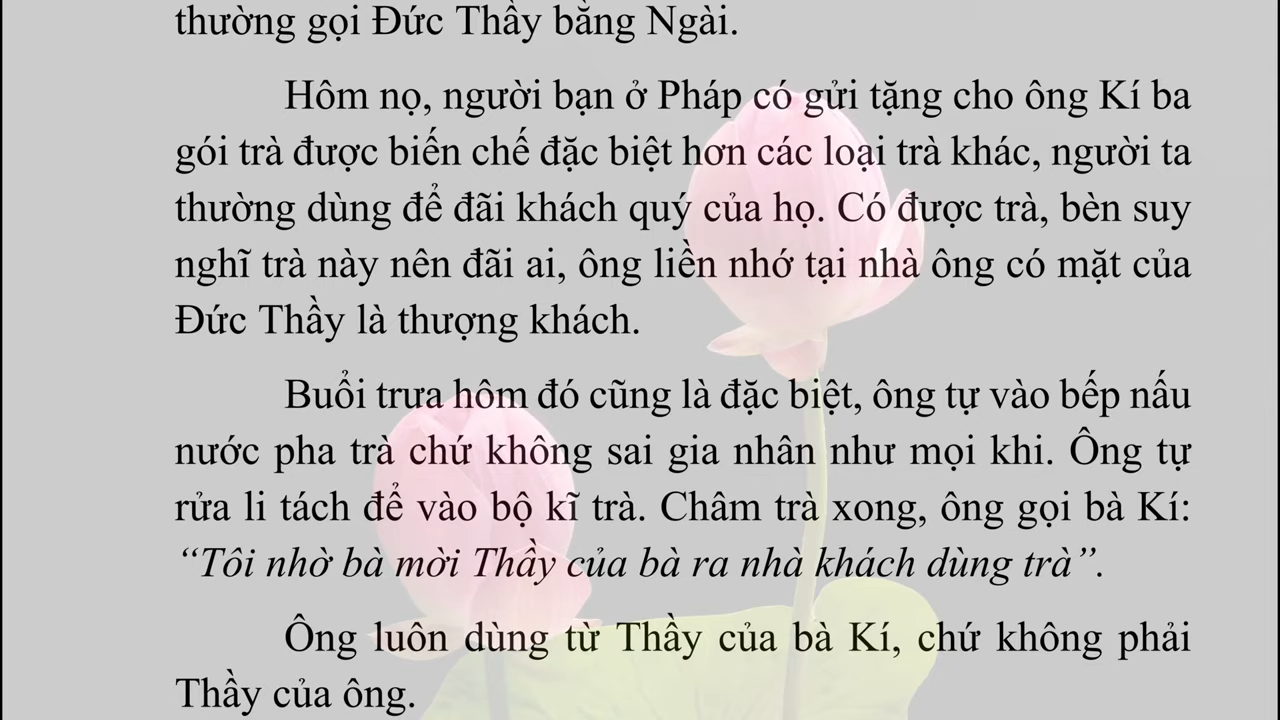 thường gọi Đức Thầy bằng Ngài.
Hôm nọ, người bạn ở Pháp có gửi tặng cho ông Kí ba
gói trà được biến chế đặc biệt hơn các loại trà khác, người ta
thường dùng để đãi khách quý của họ. Có được trà, bèn suy
nghĩ trà này nên đãi ai, ông liền nhớ tại nhà ông có mặt của
Đức Thầy là thượng khách.
Buổi trưa hôm đó cũng là đặc biệt, ông tự vào bếp nấu
nước pha trà chứ không sai gia nhân như mọi khi. Ông tự
rửa li tách để vào bộ kĩ trà. Châm trà xong, ông gọi bà Kí:
“Tôi nhờ bà mời Thầy của bà ra nhà khách dùng trà”.
Ông luôn dùng từ Thầy của bà Kí, chứ không phải
Thầy của ông.